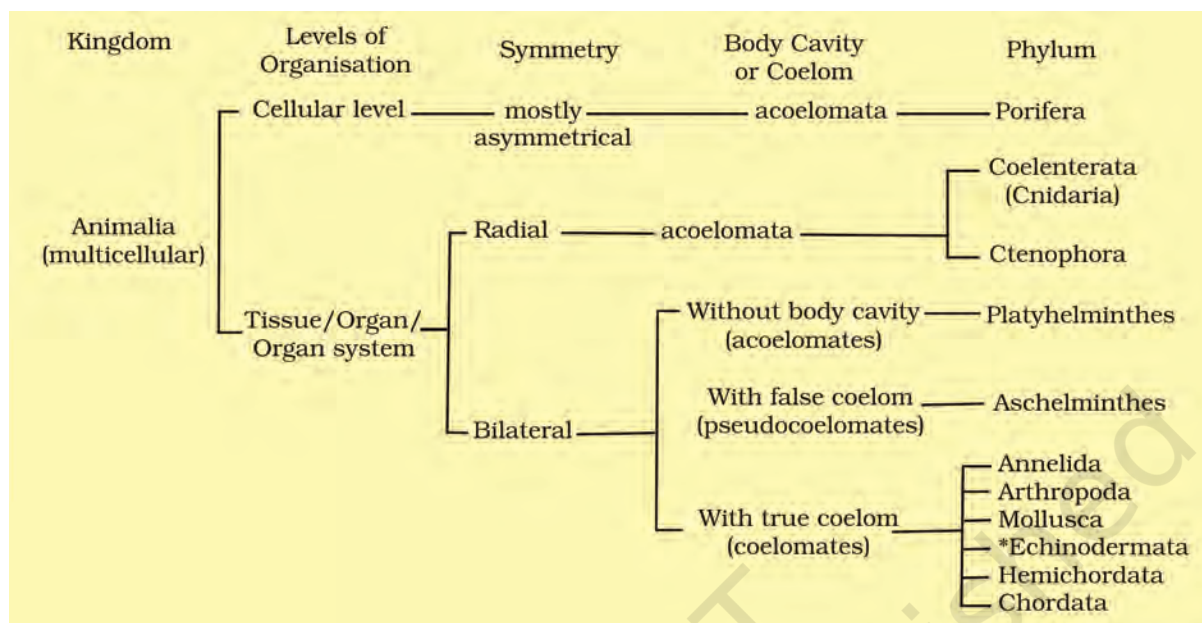 Kingdom
Levels of
Organisation
Symmetry
Body Cavity
or Coelom
Phylum
Cellular level
mostly
asymmetrical
acoelomata
Porifera
Animalia
(multicellular)
Radial
acoelomata
Coelenterata
(Cnidaria)
Ctenophora
Tissue/Organ/
Organ system
Without body cavity
(acoelomates)
Platyhelminthes
Bilateral
With false coelom
(pseudocoelomates)
Aschelminthes
With true coelom
(coelomates)
Annelida
Arthropoda
Mollusca
*Echinodermata
Hemichordata
Chordata